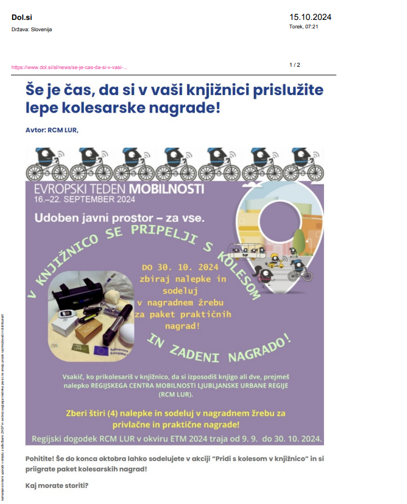 Dol.si
Država: Slovenija
15.10.2024
Torek, 07:21
https://www.dol.si/si/news/se-je-cas-da-si-v-vasi-...
1 / 2
Še je čas, da si v vaši knjižnici prislužite
lepe kolesarske nagrade!
Avtor: RCM LUR,
EVROPSKI TEDEN MOBILNOSTI
16.–22. SEPTEMBER 2024
Udoben javni prostor – za vse.
V KNJIŽNICO SE PRIPELJI S KOLESOM
DO 30. 10. 2024
zbiraj nalepke in
sodeluj
v nagradnem žrebu
za paket praktičnih
nagrad!
IN ZADENI NAGRADO!
Vsakič, ko prikolesariš v knjižnico, da si izposodiš knjigo ali dve, prejmeš
nalepko REGIJSKEGA CENTRA MOBILNOSTI LJUBLJANSKE URBANE REGIJE
(RCM LUR).
Zberi štiri (4) nalepke in sodeluj v nagradnem žrebu za
privlačne in praktične nagrade!
Regijski dogodek RCM LUR v okviru ETM 2024 traja od 9. 9. do 30. 10. 2024.
Pohitite! Še do konca oktobra lahko sodelujete v akciji "Pridi s kolesom v knjižnico" in si
priigrate paket kolesarskih nagrad!
Kaj morate storiti?